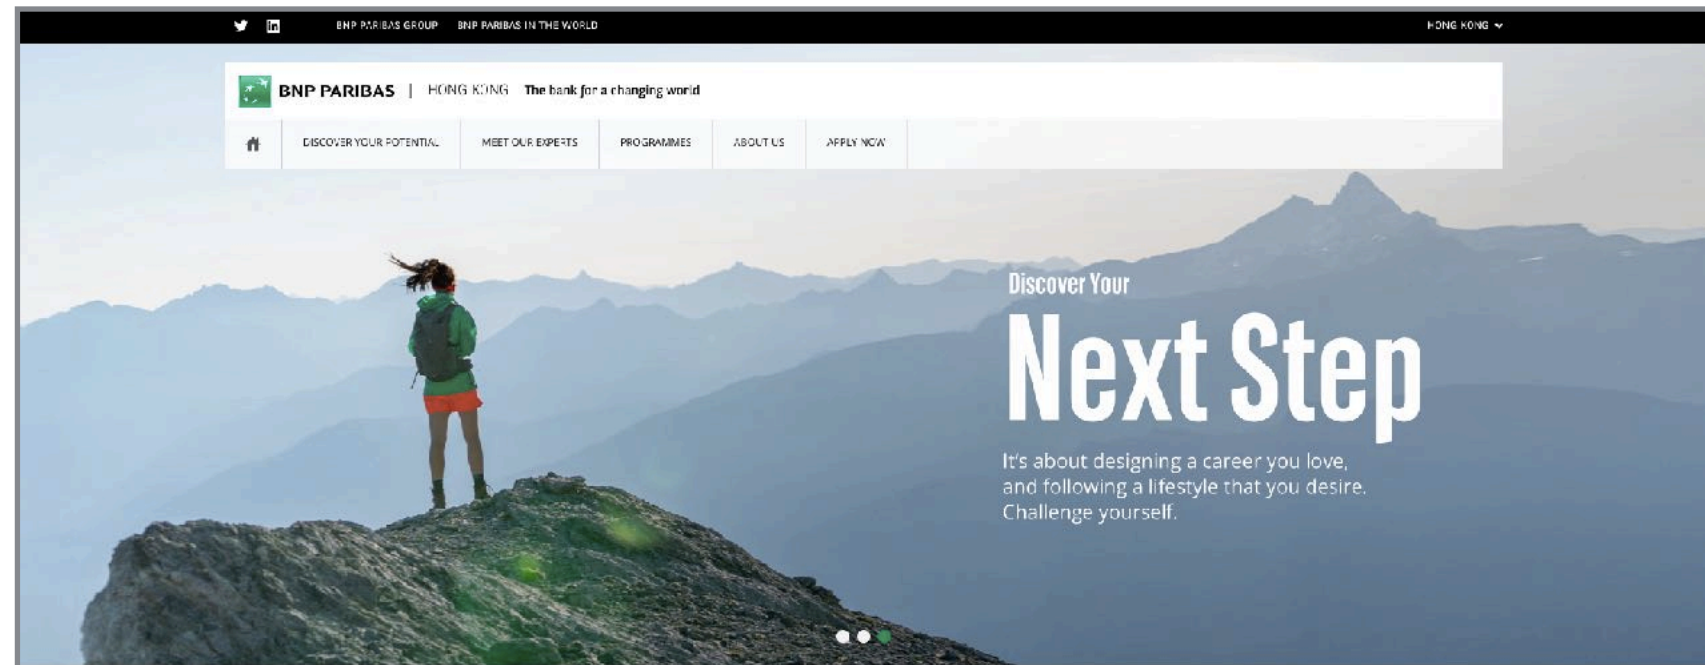 BNP PARIBAS GROUP BNP PARIBAS IN THE WORLD HONG KONG
BNP PARIBAS | HONG KONG The bank for a changing world
DISCOVER YOUR POTENTIAL MEET OUR EXPERTS PROGRAMMES ABOUT US APPLY NOW
Discover Your
Next Step
It's about designing a career you love,
and following a lifestyle that you desire.
Challenge yourself.